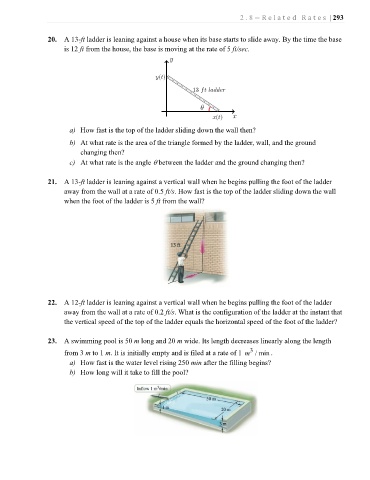 2.8 – Related Rates | 293
20. A 13-ft ladder is leaning against a house when its base starts to slide away. By the time the base
is 12 ft from the house, the base is moving at the rate of 5 ft/sec.
y
y(t)
13 ft ladder
θ
x(t) x
a) How fast is the top of the ladder sliding down the wall then?
b) At what rate is the area of the triangle formed by the ladder, wall, and the ground
changing then?
c) At what rate is the angle θ between the ladder and the ground changing then?
21. A 13-ft ladder is leaning against a vertical wall when he begins pulling the foot of the ladder
away from the wall at a rate of 0.5 ft/s. How fast is the top of the ladder sliding down the wall
when the foot of the ladder is 5 ft from the wall?
13 ft
22. A 12-ft ladder is leaning against a vertical wall when he begins pulling the foot of the ladder
away from the wall at a rate of 0.2 ft/s. What is the configuration of the ladder at the instant that
the vertical speed of the top of the ladder equals the horizontal speed of the foot of the ladder?
23. A swimming pool is 50 m long and 20 m wide. Its length decreases linearly along the length
from 3 m to 1 m. It is initially empty and is filled at a rate of 1 m³ / min.
a) How fast is the water level rising 250 min after the filling begins?
b) How long will it take to fill the pool?
Inflow 1 m³/min
50 m
1 m
20 m